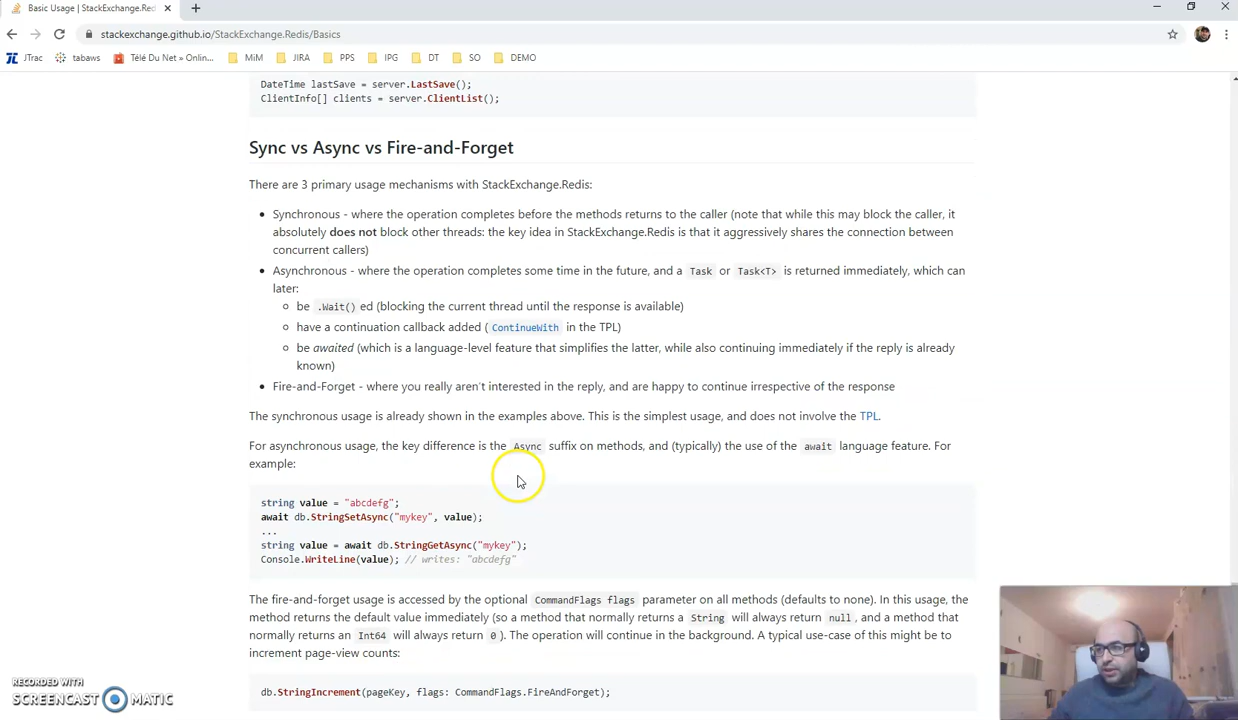 Basic Usage | StackExchange.Red
stackexchange.github.io/StackExchange.Redis/Basics
JTrac
tabaws
Télé Du Net » Onlin...
MiM
JIRA
PPS
IPG
DT
SO
DEMO
DateTime lastSave = server.LastSave();
ClientInfo[] clients = server.ClientList();
Sync vs Async vs Fire-and-Forget
There are 3 primary usage mechanisms with StackExchange.Redis:
Synchronous - where the operation completes before the methods returns to the caller (note that while this may block the caller, it
absolutely does not block other threads: the key idea in StackExchange.Redis is that it aggressively shares the connection between
concurrent callers)
Asynchronous - where the operation completes some time in the future, and a Task or Task<T> is returned immediately, which can
later:
be .Wait() ed (blocking the current thread until the response is available)
have a continuation callback added ( ContinueWith in the TPL)
be awaited (which is a language-level feature that simplifies the latter, while also continuing immediately if the reply is already
known)
Fire-and-Forget - where you really aren't interested in the reply, and are happy to continue irrespective of the response
The synchronous usage is already shown in the examples above. This is the simplest usage, and does not involve the TPL.
For asynchronous usage, the key difference is the Async suffix on methods, and (typically) the use of the await language feature. For
example:
string value = "abcdefg";
await db.StringSetAsync("mykey", value);
...
string value = await db.StringGetAsync("mykey");
Console.WriteLine(value); // writes: "abcdefg"
The fire-and-forget usage is accessed by the optional CommandFlags flags parameter on all methods (defaults to none). In this usage, the
method returns the default value immediately (so a method that normally returns a String will always return null, and a method that
normally returns an Int64 will always return 0). The operation will continue in the background. A typical use-case of this might be to
increment page-view counts:
db.StringIncrement(pageKey, flags: CommandFlags.FireAndForget);
RECORDED WITH
SCREENCAST MATIC